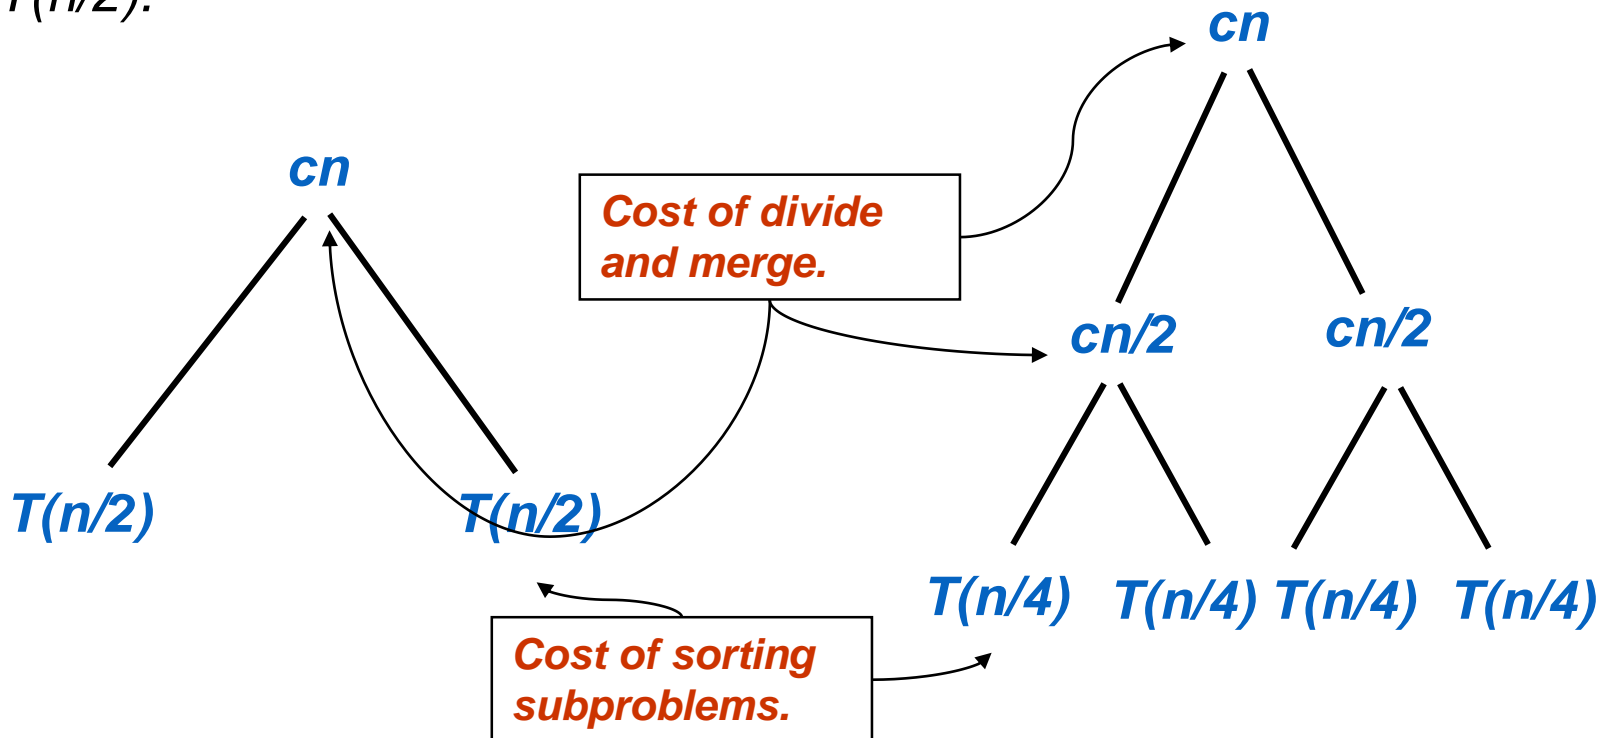 T(n/2).
cn
cn
Cost of divide
and merge.
cn/2 cn/2
T(n/2) T(n/2)
T(n/4) T(n/4) T(n/4) T(n/4)
Cost of sorting
subproblems.